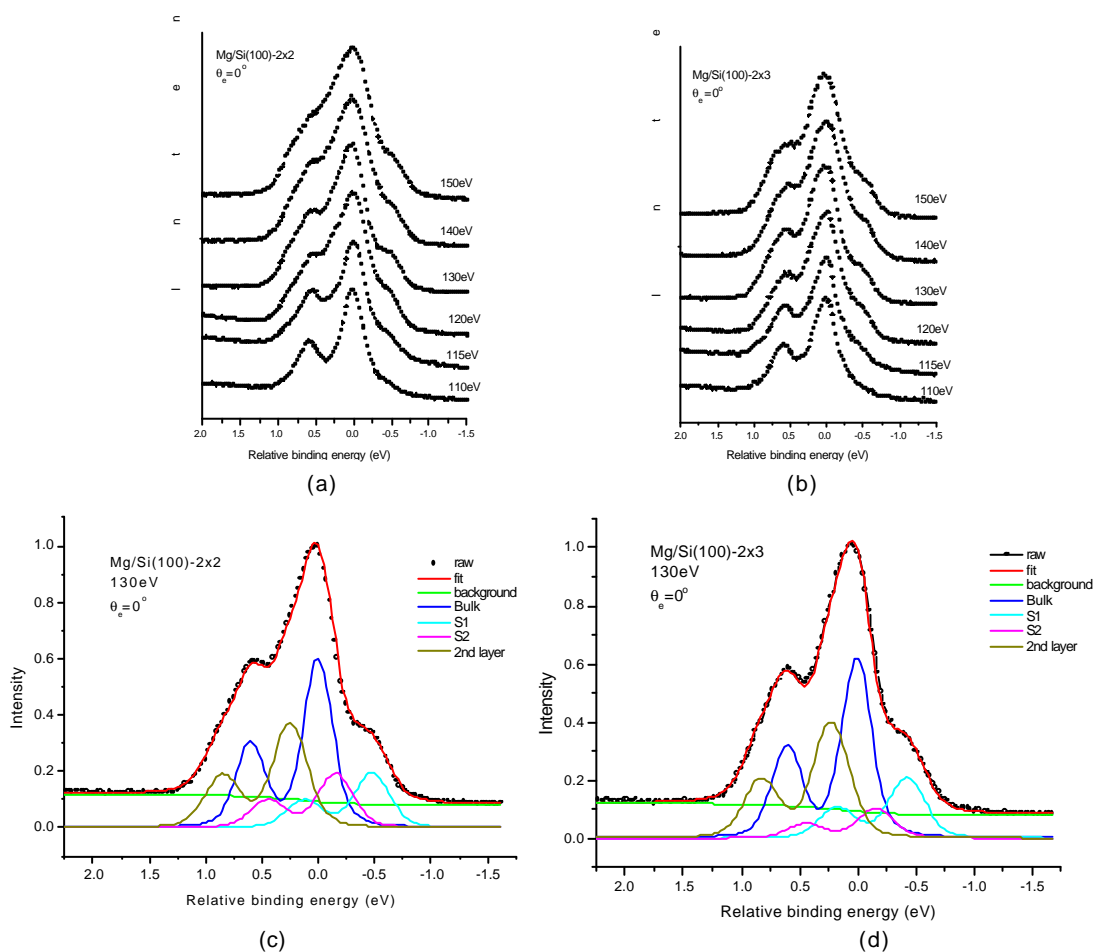 I n t e n
Mg/Si(100)-2x2
θe=0°
150eV
140eV
130eV
120eV
115eV
110eV
2.0 1.5 1.0 0.5 0.0 -0.5 -1.0 -1.5
Relative binding energy (eV)
(a)
I n t e
Mg/Si(100)-2x3
θe=0°
150eV
140eV
130eV
120eV
115eV
110eV
2.0 1.5 1.0 0.5 0.0 -0.5 -1.0 -1.5
Relative binding energy (eV)
(b)
Mg/Si(100)-2x2
130eV
θe=0°
raw
fit
background
Bulk
S1
S2
2nd layer
Intensity
1.0
0.8
0.6
0.4
0.2
0.0
2.0 1.5 1.0 0.5 0.0 -0.5 -1.0 -1.5
Relative binding energy (eV)
(c)
Mg/Si(100)-2x3
130eV
θe=0°
raw
fit
background
Bulk
S1
S2
2nd layer
Intensity
1.0
0.8
0.6
0.4
0.2
0.0
2.0 1.5 1.0 0.5 0.0 -0.5 -1.0 -1.5
Relative binding energy (eV)
(d)